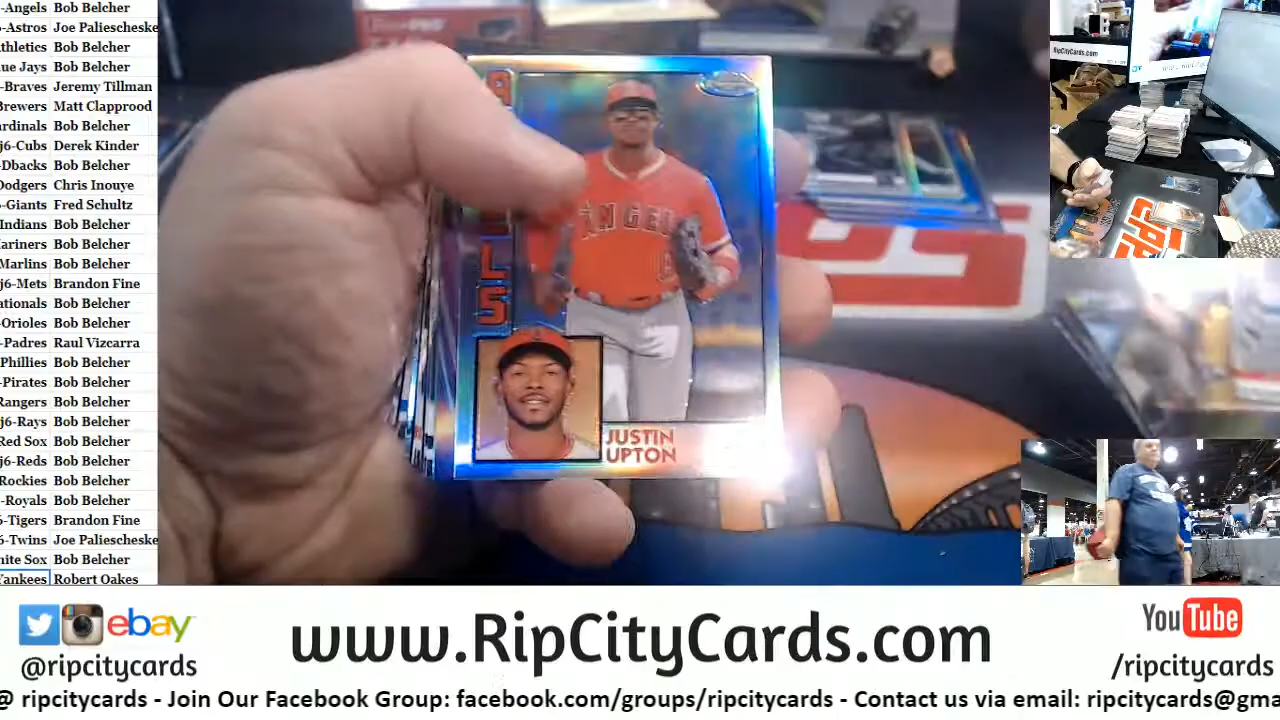 -Angels Bob Belcher
-Astros Joe Paliescheske
thletics Bob Belcher
ue Jays Bob Belcher
-Braves Jeremy Tillman
Brewers Matt Clapprood
ardinals Bob Belcher
j6-Cubs Derek Kinder
-Dbacks Bob Belcher
Dodgers Chris Inouye
-Giants Fred Schultz
Indians Bob Belcher
ariners Bob Belcher
Marlins Bob Belcher
j6-Mets Brandon Fine
ationals Bob Belcher
-Orioles Bob Belcher
-Padres Raul Vizcarra
Phillies Bob Belcher
-Pirates Bob Belcher
Rangers Bob Belcher
j6-Rays Bob Belcher
Red Sox Bob Belcher
j6-Reds Bob Belcher
Rockies Bob Belcher
-Royals Bob Belcher
6-Tigers Brandon Fine
6-Twins Joe Paliescheske
hite Sox Bob Belcher
Yankees Robert Oakes
ANGEL
LS
JUSTIN
UPTON
RipCityCards.com
ebay
@ripcitycards
www.RipCityCards.com
YouTube
/ripcitycards
@ ripcitycards - Join Our Facebook Group: facebook.com/groups/ripcitycards - Contact us via email: ripcitycards@gma